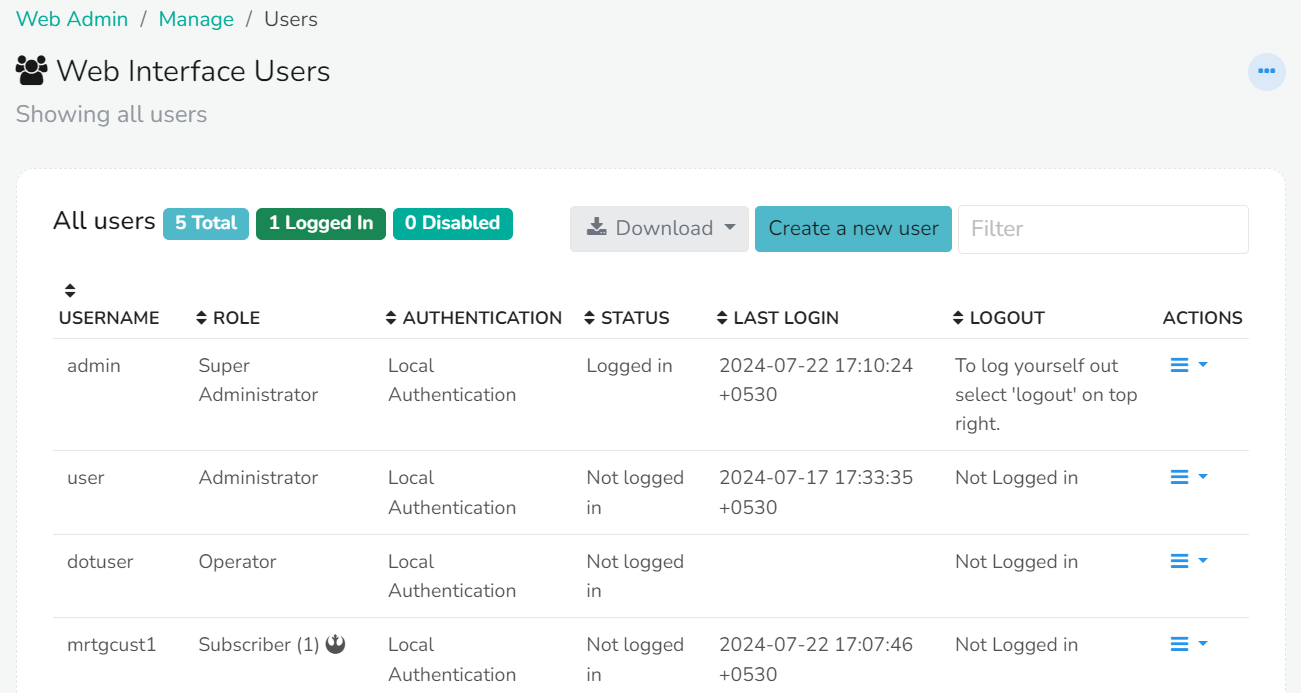 Web Admin / Manage / Users
Web Interface Users
Showing all users
All users 5 Total 1 Logged In 0 Disabled Download Create a new user Filter
USERNAME ROLE AUTHENTICATION STATUS LAST LOGIN LOGOUT ACTIONS
admin Super Local Logged in 2024-07-22 17:10:24 To log yourself out
Administrator Authentication +0530 select 'logout' on top
right.
user Administrator Local Not logged 2024-07-17 17:33:35 Not Logged in
Authentication in +0530
dotuser Operator Local Not logged Not Logged in
Authentication in
mrtgcust1 Subscriber (1) Local Not logged 2024-07-22 17:07:46 Not Logged in
Authentication in +0530